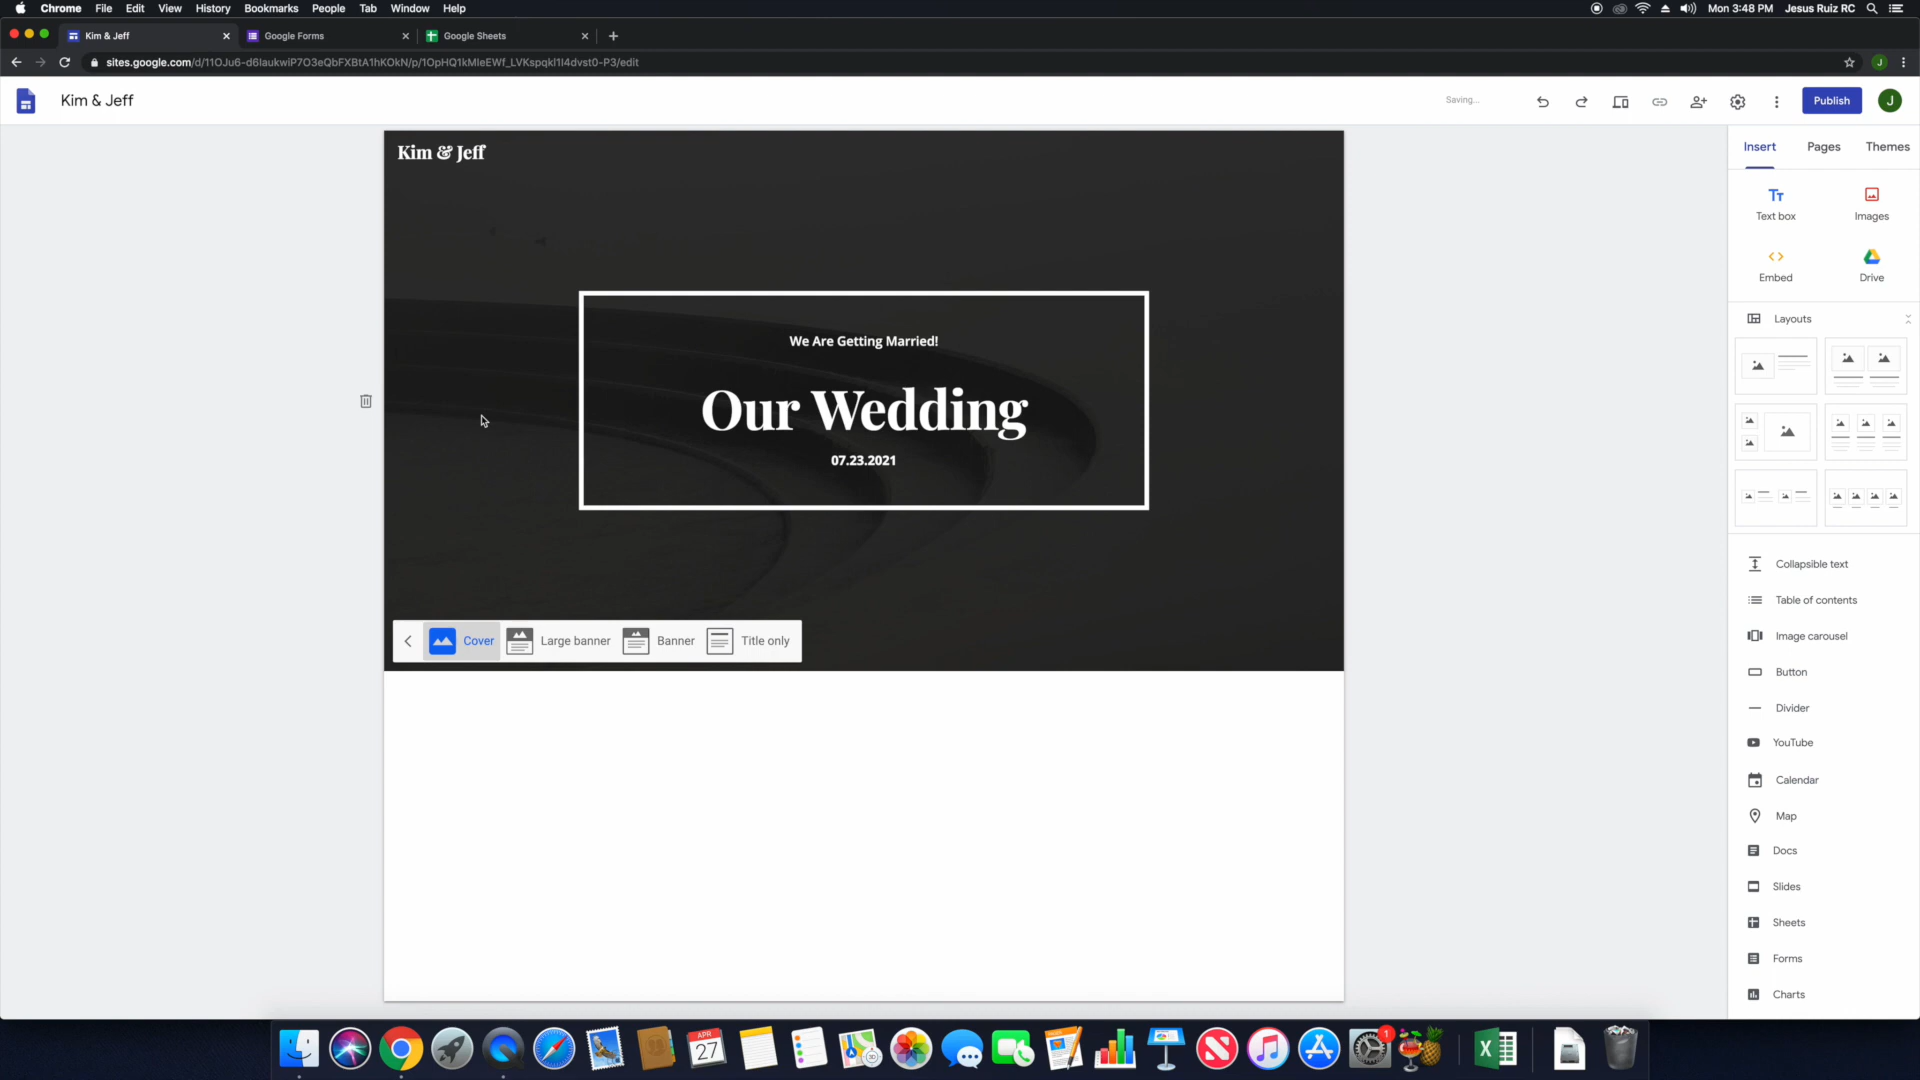 Chrome File Edit View History Bookmarks People Tab Window Help Mon 3:48 PM Jesus Ruiz RC
Kim & Jeff Google Forms Google Sheets
sites.google.com/d/11OJu6-d6IaukwiP7O3eQbFXBtA1hKOkN/p/1OpHQ1kMIeEWf_LVKspqkl1I4dvst0-P3/edit
J
Kim & Jeff
Saving...
Publish
J
Insert Pages Themes
Text box Images
Embed Drive
Layouts
Collapsible text
Table of contents
Image carousel
Button
Divider
YouTube
Calendar
Map
Docs
Slides
Sheets
Forms
Charts
Kim & Jeff
We Are Getting Married!
Our Wedding
07.23.2021
Cover Large banner Banner Title only
APR
27
3D
1